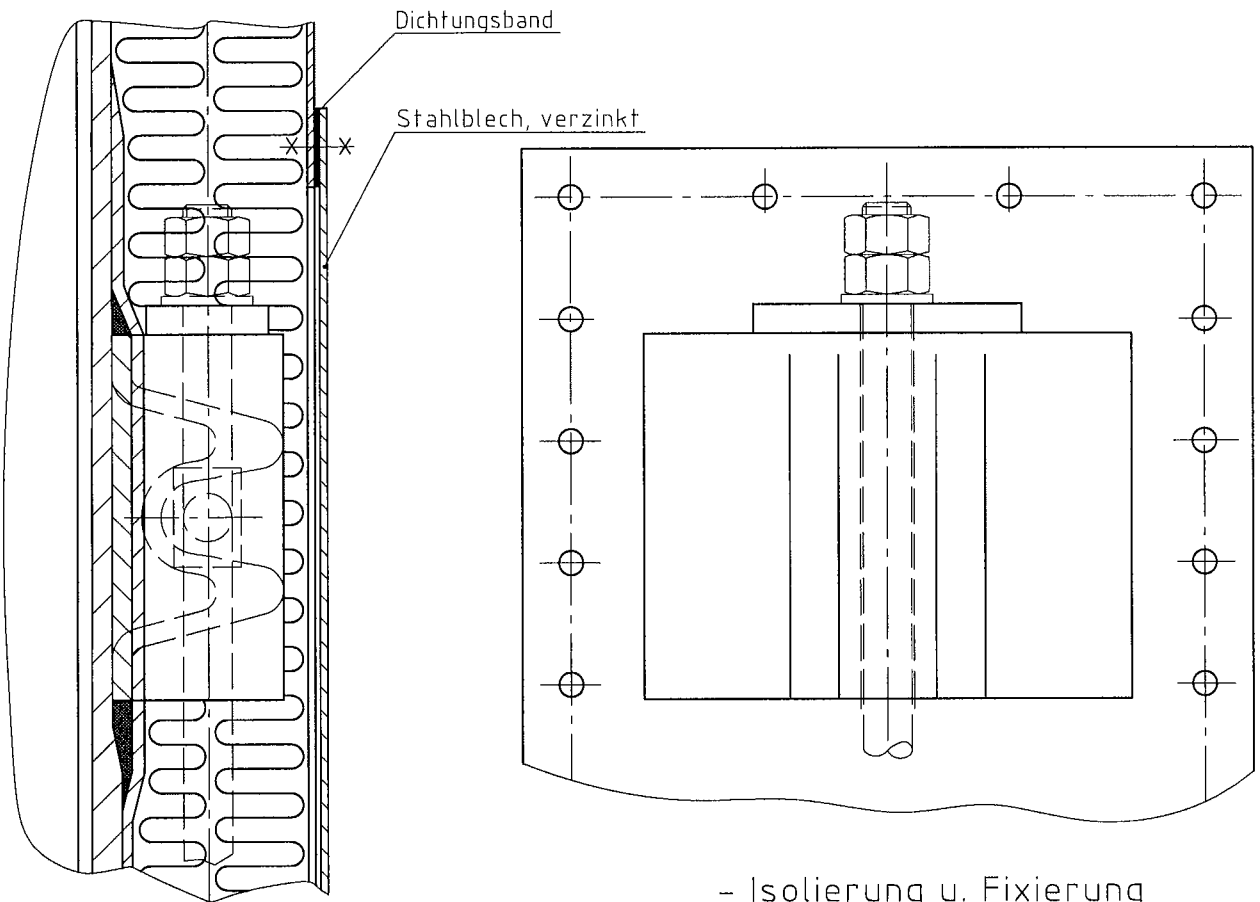 Dichtungsband
Stahlblech, verzinkt
- Isolierung u. Fixierung